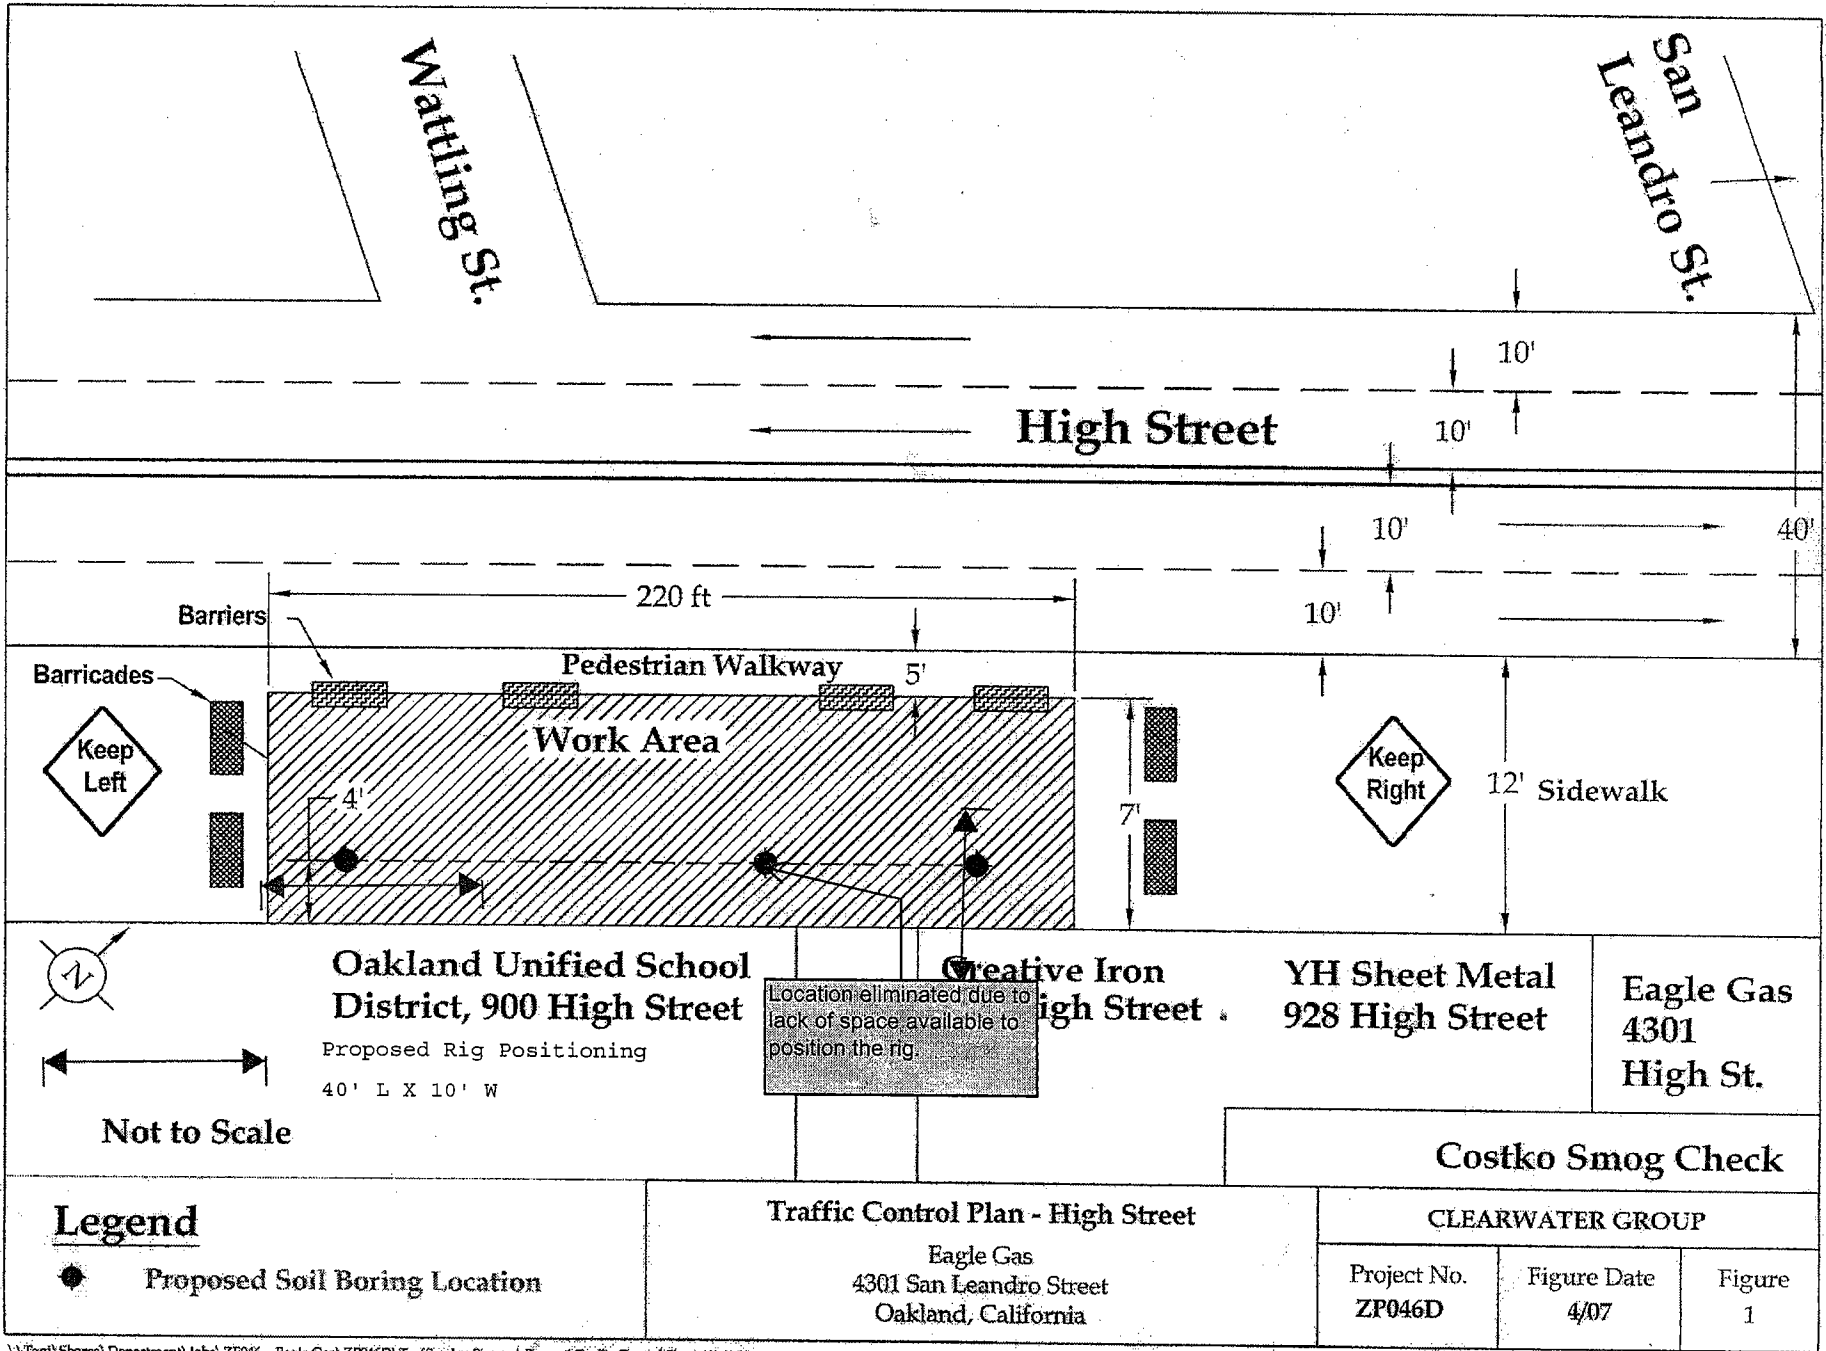 Wattling St.
San
Leandro St.
10'
High Street
10'
10'
40'
220 ft
10'
Barriers
Pedestrian Walkway
5'
Barricades
Work Area
Keep
Left
4'
7'
Keep
Right
12' Sidewalk
N
Oakland Unified School
District, 900 High Street
Creative Iron
High Street
YH Sheet Metal
928 High Street
Eagle Gas
4301
High St.
Location eliminated due to
lack of space available to
position the rig.
Proposed Rig Positioning
40' L X 10' W
Not to Scale
Costko Smog Check
Legend
Proposed Soil Boring Location
Traffic Control Plan - High Street
Eagle Gas
4301 San Leandro Street
Oakland, California
CLEARWATER GROUP
Project No.
ZP046D
Figure Date
4/07
Figure
1